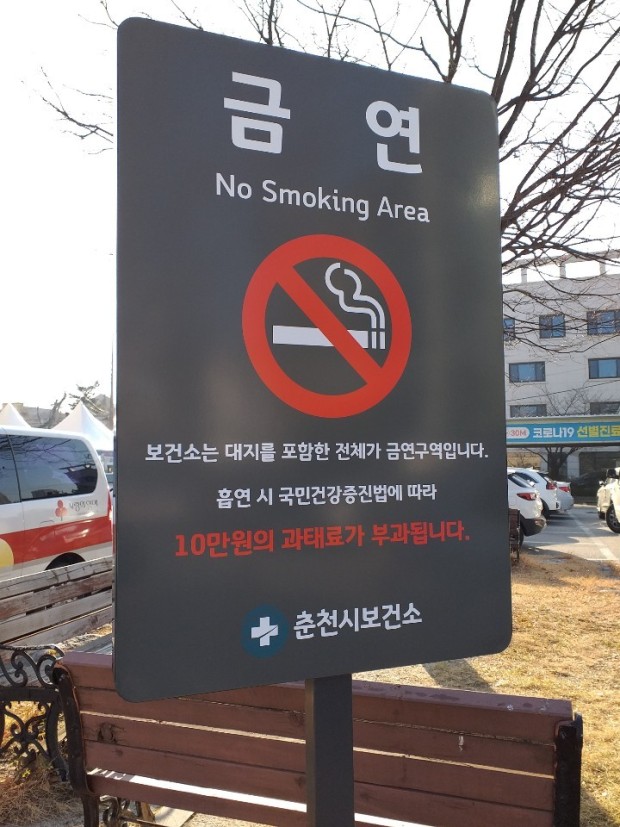 금 연
No Smoking Area
보건소는 대지를 포함한 전체가 금연구역입니다.
흡연 시 국민건강증진법에 따라
10만원의 과태료가 부과됩니다.
춘천시보건소
30M 코로나19 선별진료